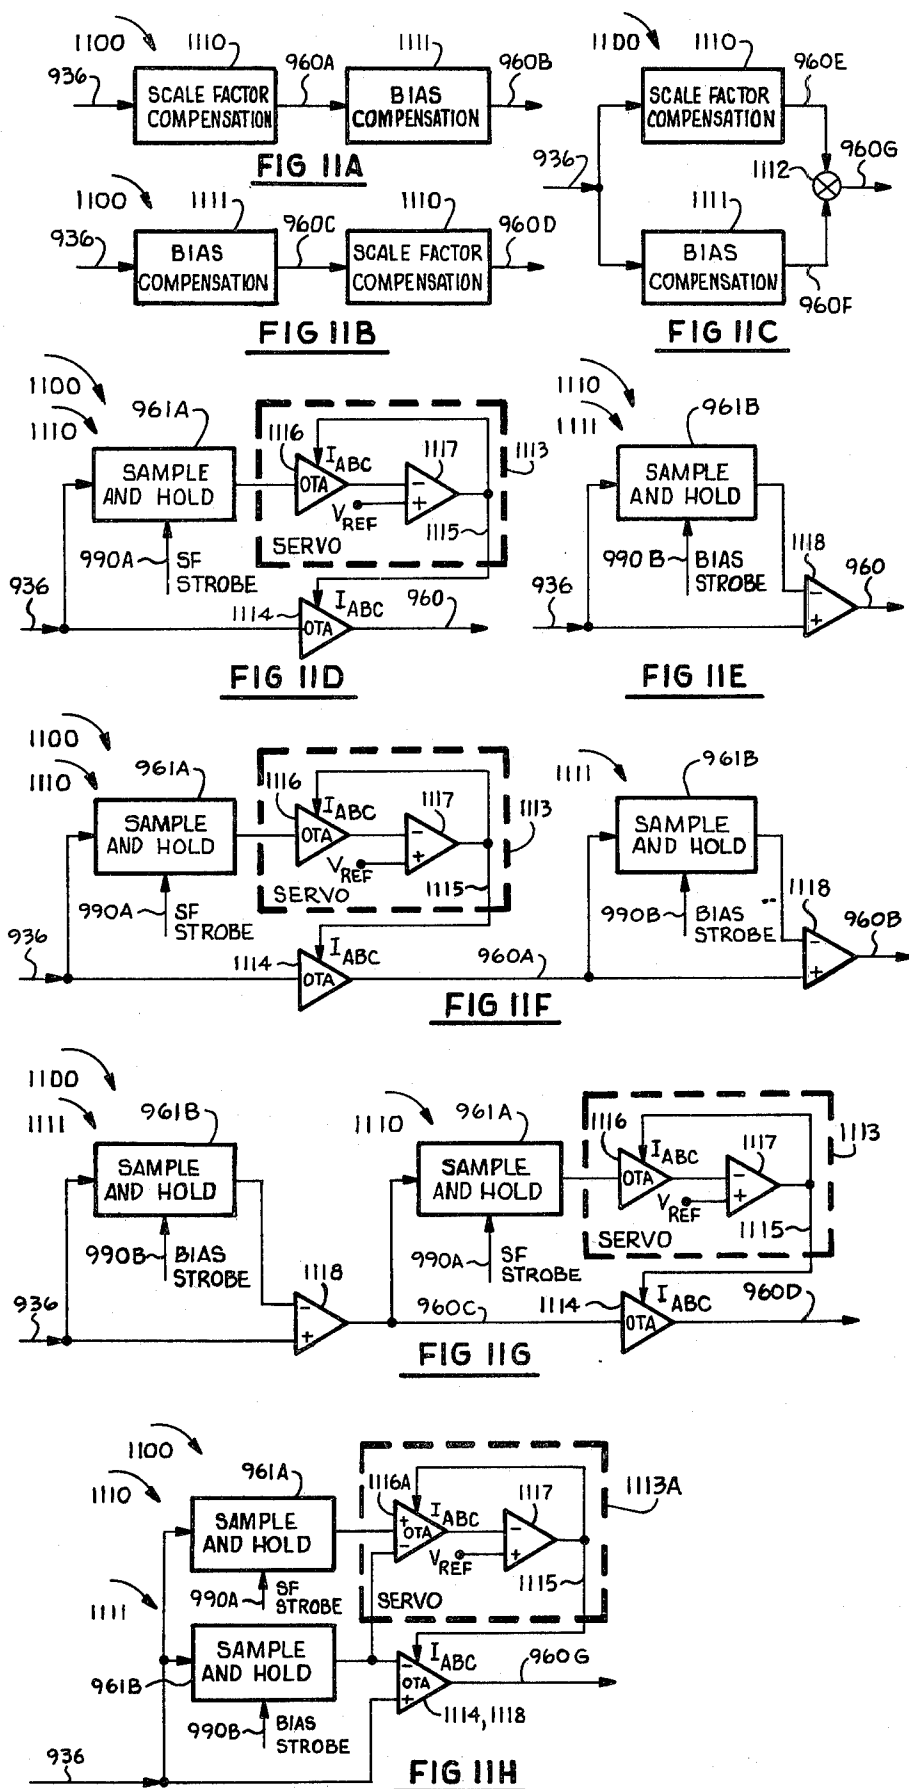 1100
1110
960A
1111
960B
936
SCALE FACTOR
COMPENSATION
BIAS
COMPENSATION
FIG 11A
1100
1110
960E
SCALE FACTOR
COMPENSATION
936
1112
960G
1111
BIAS
COMPENSATION
960F
FIG 11C
1100
1111
960C
1110
960D
936
BIAS
COMPENSATION
SCALE FACTOR
COMPENSATION
FIG 11B
1100
1110
961A
SAMPLE
AND HOLD
1116
IABC
OTA
1117
-
+
1113
VREF
SERVO
1115
990A
SF
STROBE
936
1114
IABC
OTA
960
FIG 11D
1110
1111
961B
SAMPLE
AND HOLD
990B
BIAS
STROBE
1118
-
+
960
936
FIG 11E
1100
1110
961A
SAMPLE
AND HOLD
1116
IABC
OTA
1117
-
+
1113
VREF
SERVO
1115
990A
SF
STROBE
936
1114
IABC
OTA
960A
1111
961B
SAMPLE
AND HOLD
990B
BIAS
STROBE
1118
-
+
960B
FIG 11F
1100
1111
961B
SAMPLE
AND HOLD
990B
BIAS
STROBE
936
1118
-
+
960C
1110
961A
SAMPLE
AND HOLD
990A
SF
STROBE
1116
IABC
OTA
1117
-
+
1113
VREF
SERVO
1115
1114
IABC
OTA
960D
FIG 11G
1100
1110
961A
SAMPLE
AND HOLD
1116A
+
OTA
-
IABC
1117
-
+
1113A
VREF
SERVO
1115
990A
SF
STROBE
1111
SAMPLE
AND HOLD
961B
990B
BIAS
STROBE
IABC
-
OTA
+
960G
1114, 1118
936
FIG 11H